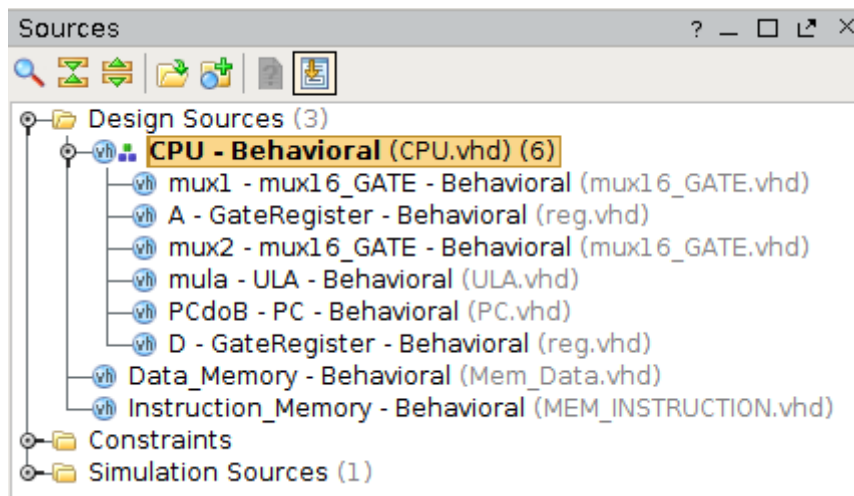 Sources
Design Sources (3)
CPU - Behavioral (CPU.vhd) (6)
mux1 - mux16_GATE - Behavioral (mux16_GATE.vhd)
A - GateRegister - Behavioral (reg.vhd)
mux2 - mux16_GATE - Behavioral (mux16_GATE.vhd)
mula - ULA - Behavioral (ULA.vhd)
PCdoB - PC - Behavioral (PC.vhd)
D - GateRegister - Behavioral (reg.vhd)
Data_Memory - Behavioral (Mem_Data.vhd)
Instruction_Memory - Behavioral (MEM_INSTRUCTION.vhd)
Constraints
Simulation Sources (1)